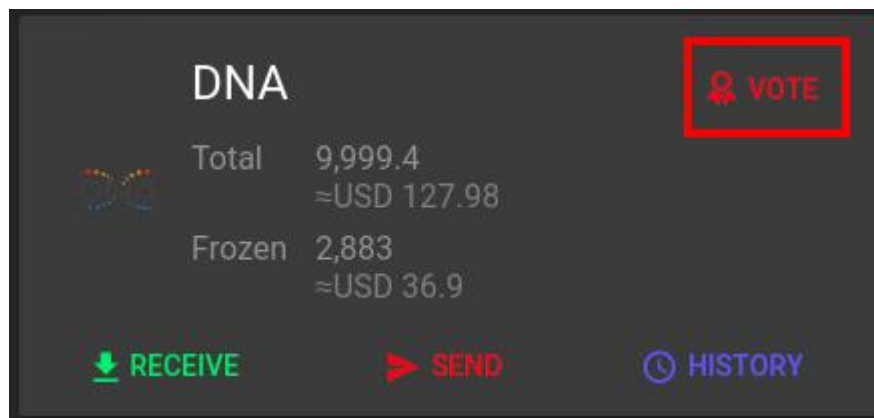 DNA
VOTE
Total 9,999.4
≈USD 127.98
Frozen 2,883
≈USD 36.9
RECEIVE SEND HISTORY